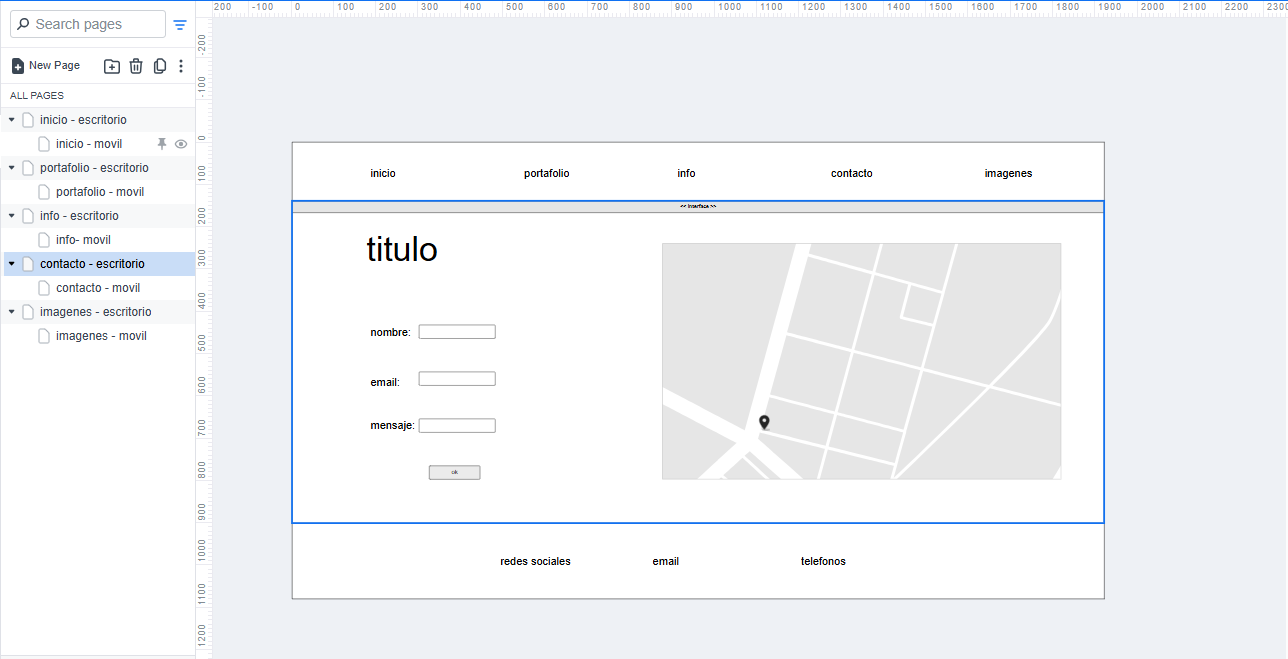 Search pages
New Page
ALL PAGES
inicio - escritorio
inicio - movil
portafolio - escritorio
portafolio - movil
info - escritorio
info- movil
contacto - escritorio
contacto - movil
imagenes - escritorio
imagenes - movil
200 -100 0 100 200 300 400 500 600 700 800 900 1000 1100 1200 1300 1400 1500 1600 1700 1800 1900 2000 2100 2200 2300
-200
-100
0
100
200
300
400
500
600
700
800
900
1000
1100
1200
inicio portafolio info contacto imagenes
<< Interface >>
titulo
nombre:
email:
mensaje:
ok
redes sociales email telefonos